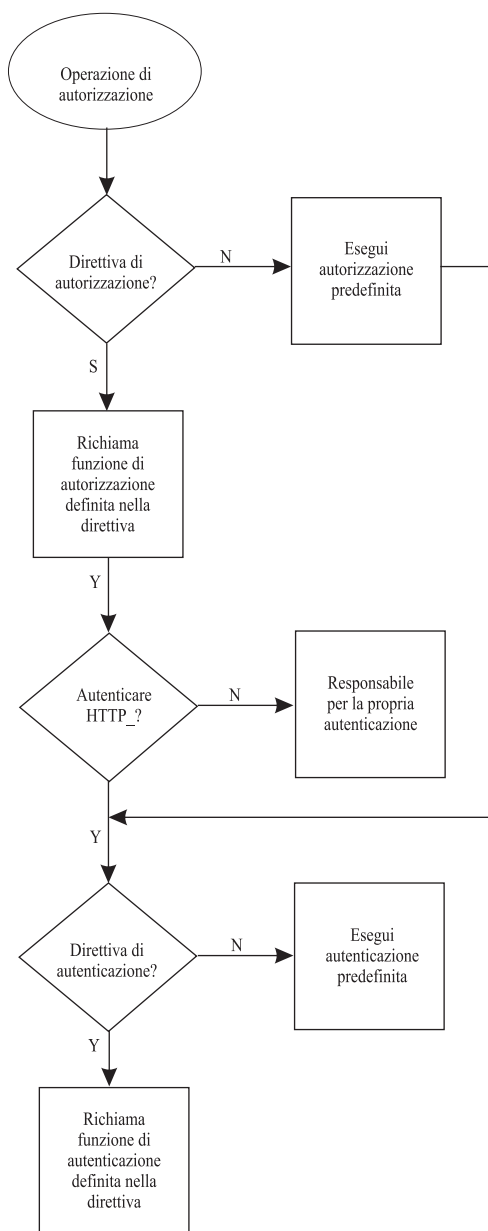 Operazione di
autorizzazione
Direttiva di
autorizzazione?
N
Esegui
autorizzazione
predefinita
S
Richiama
funzione di
autorizzazione
definita nella
direttiva
Y
Autenticare
HTTP_?
N
Responsabile
per la propria
autenticazione
Y
Direttiva di
autenticazione?
N
Esegui
autenticazione
predefinita
Y
Richiama
funzione di
autenticazione
definita nella
direttiva